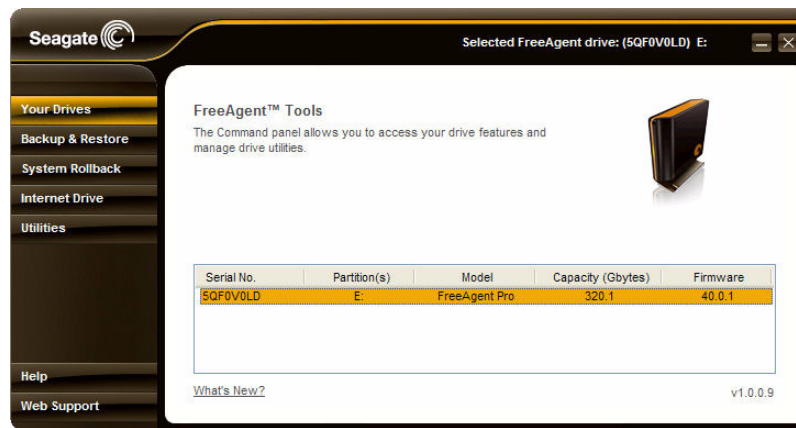 Seagate
Selected FreeAgent drive: (5QF0V0LD) E:
Your Drives
Backup & Restore
System Rollback
Internet Drive
Utilities
Help
Web Support
FreeAgent™ Tools
The Command panel allows you to access your drive features and
manage drive utilities.
Serial No. Partition(s) Model Capacity (Gbytes) Firmware
5QF0V0LD E: FreeAgent Pro 320.1 40.0.1
What's New?
v1.0.0.9